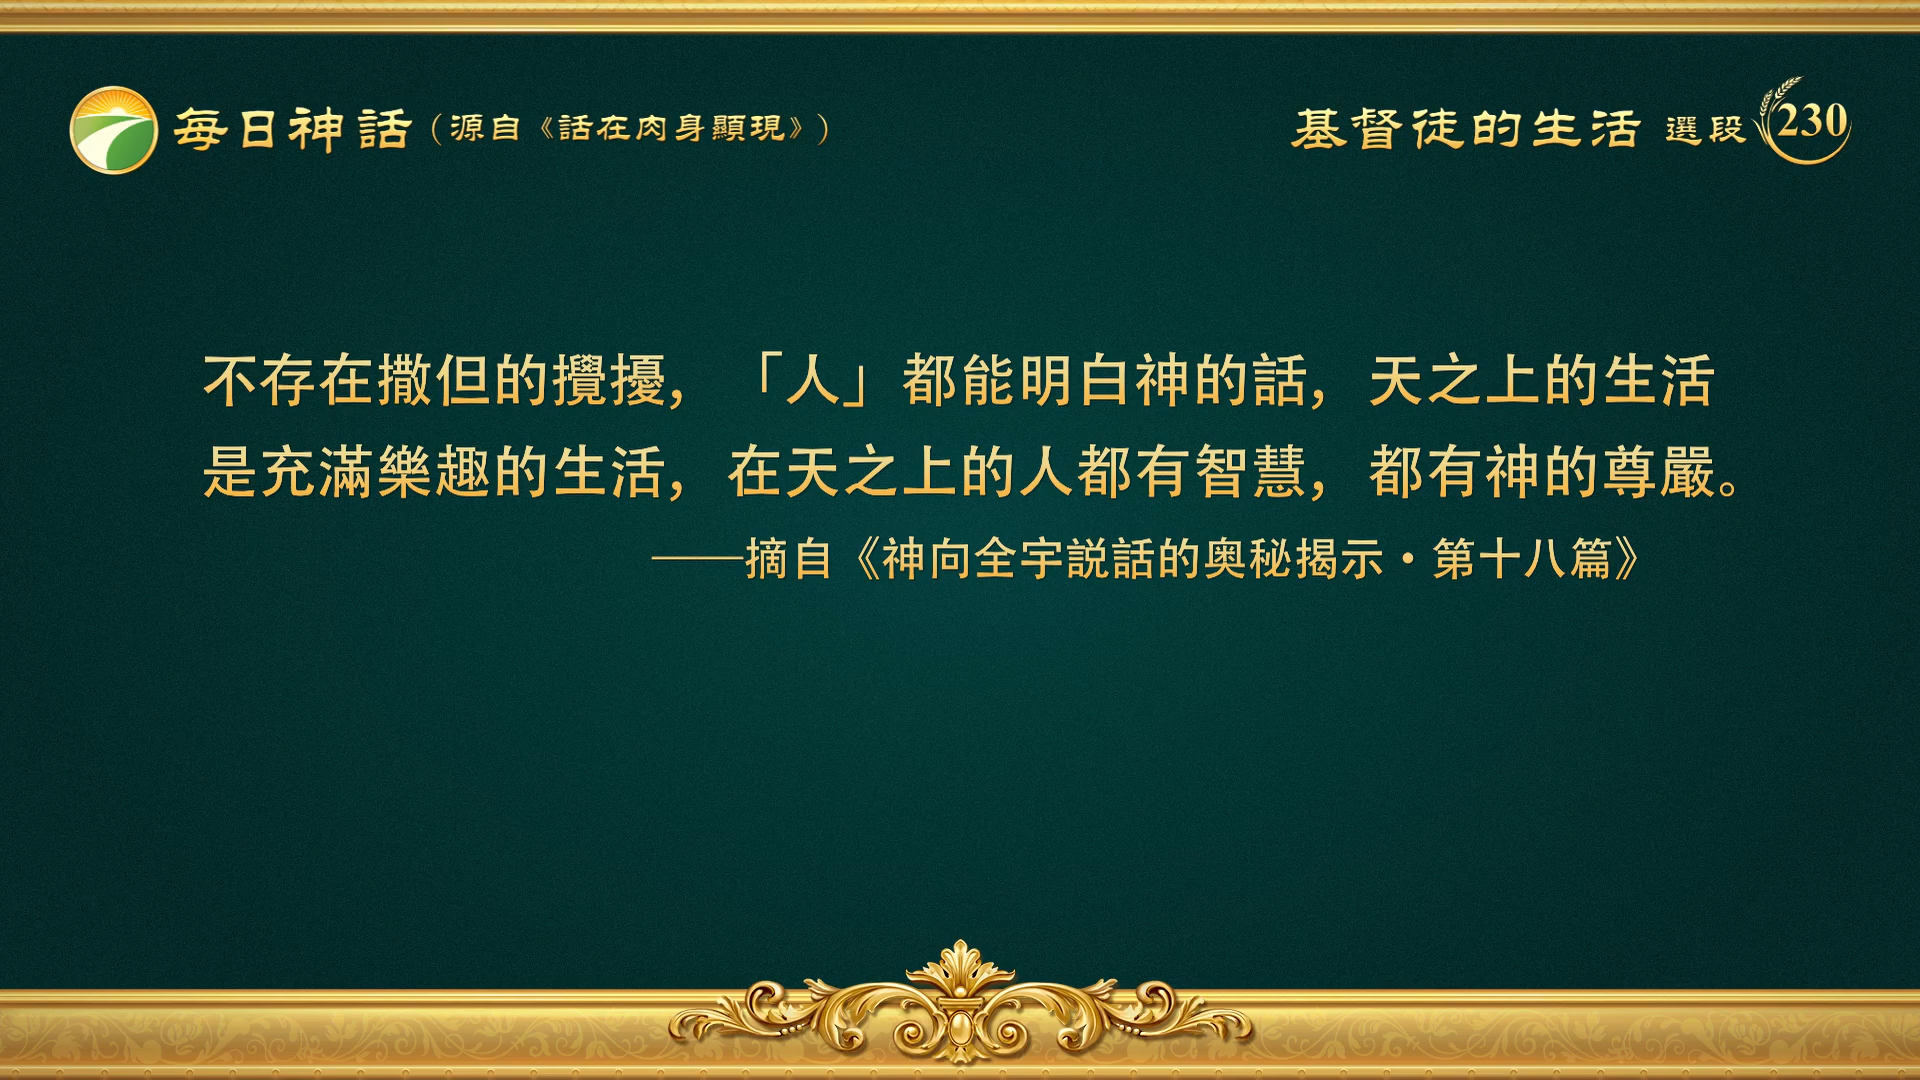 每日神話（源自《話在肉身顯現》）
基督徒的生活 選段 230
不存在撒但的攪擾，「人」都能明白神的話，天之上的生活
是充滿樂趣的生活，在天之上的人都有智慧，都有神的尊嚴。
——摘自《神向全宇説話的奥秘揭示・第十八篇》